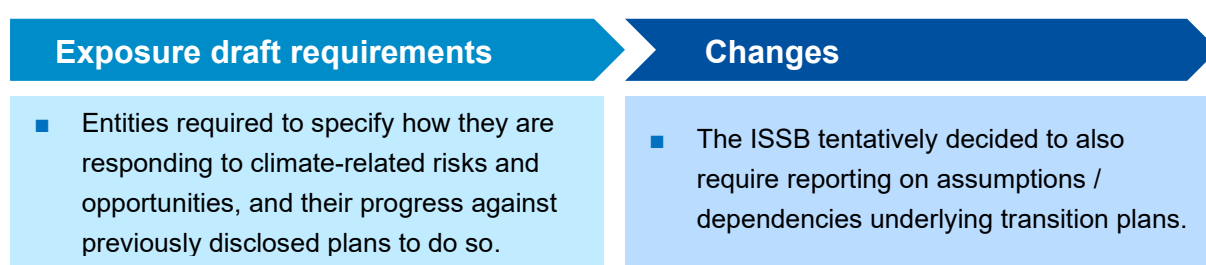 Exposure draft requirements
■ Entities required to specify how they are
responding to climate-related risks and
opportunities, and their progress against
previously disclosed plans to do so.
Changes
■ The ISSB tentatively decided to also
require reporting on assumptions /
dependencies underlying transition plans.